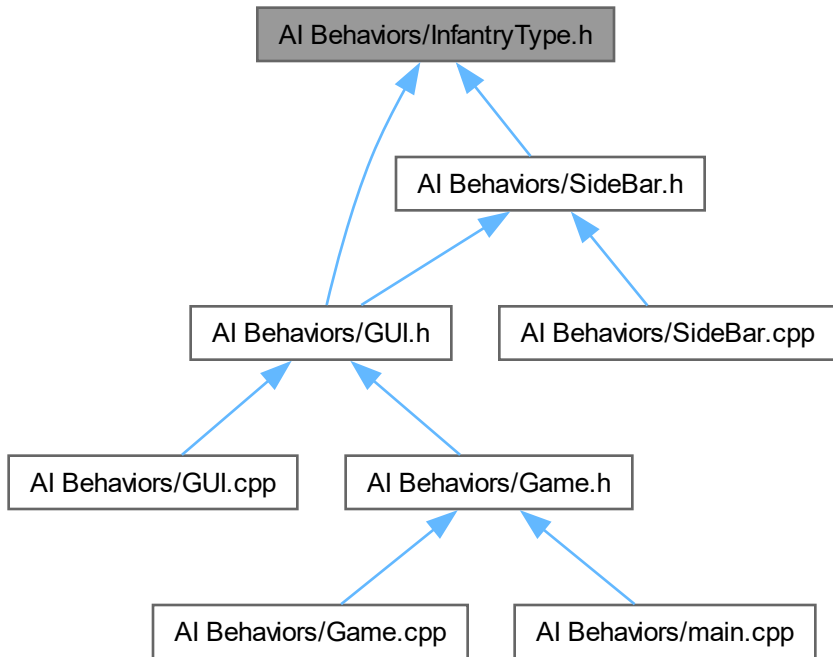 AI Behaviors/InfantryType.h
AI Behaviors/SideBar.h
AI Behaviors/GUI.h
AI Behaviors/SideBar.cpp
AI Behaviors/GUI.cpp
AI Behaviors/Game.h
AI Behaviors/Game.cpp
AI Behaviors/main.cpp